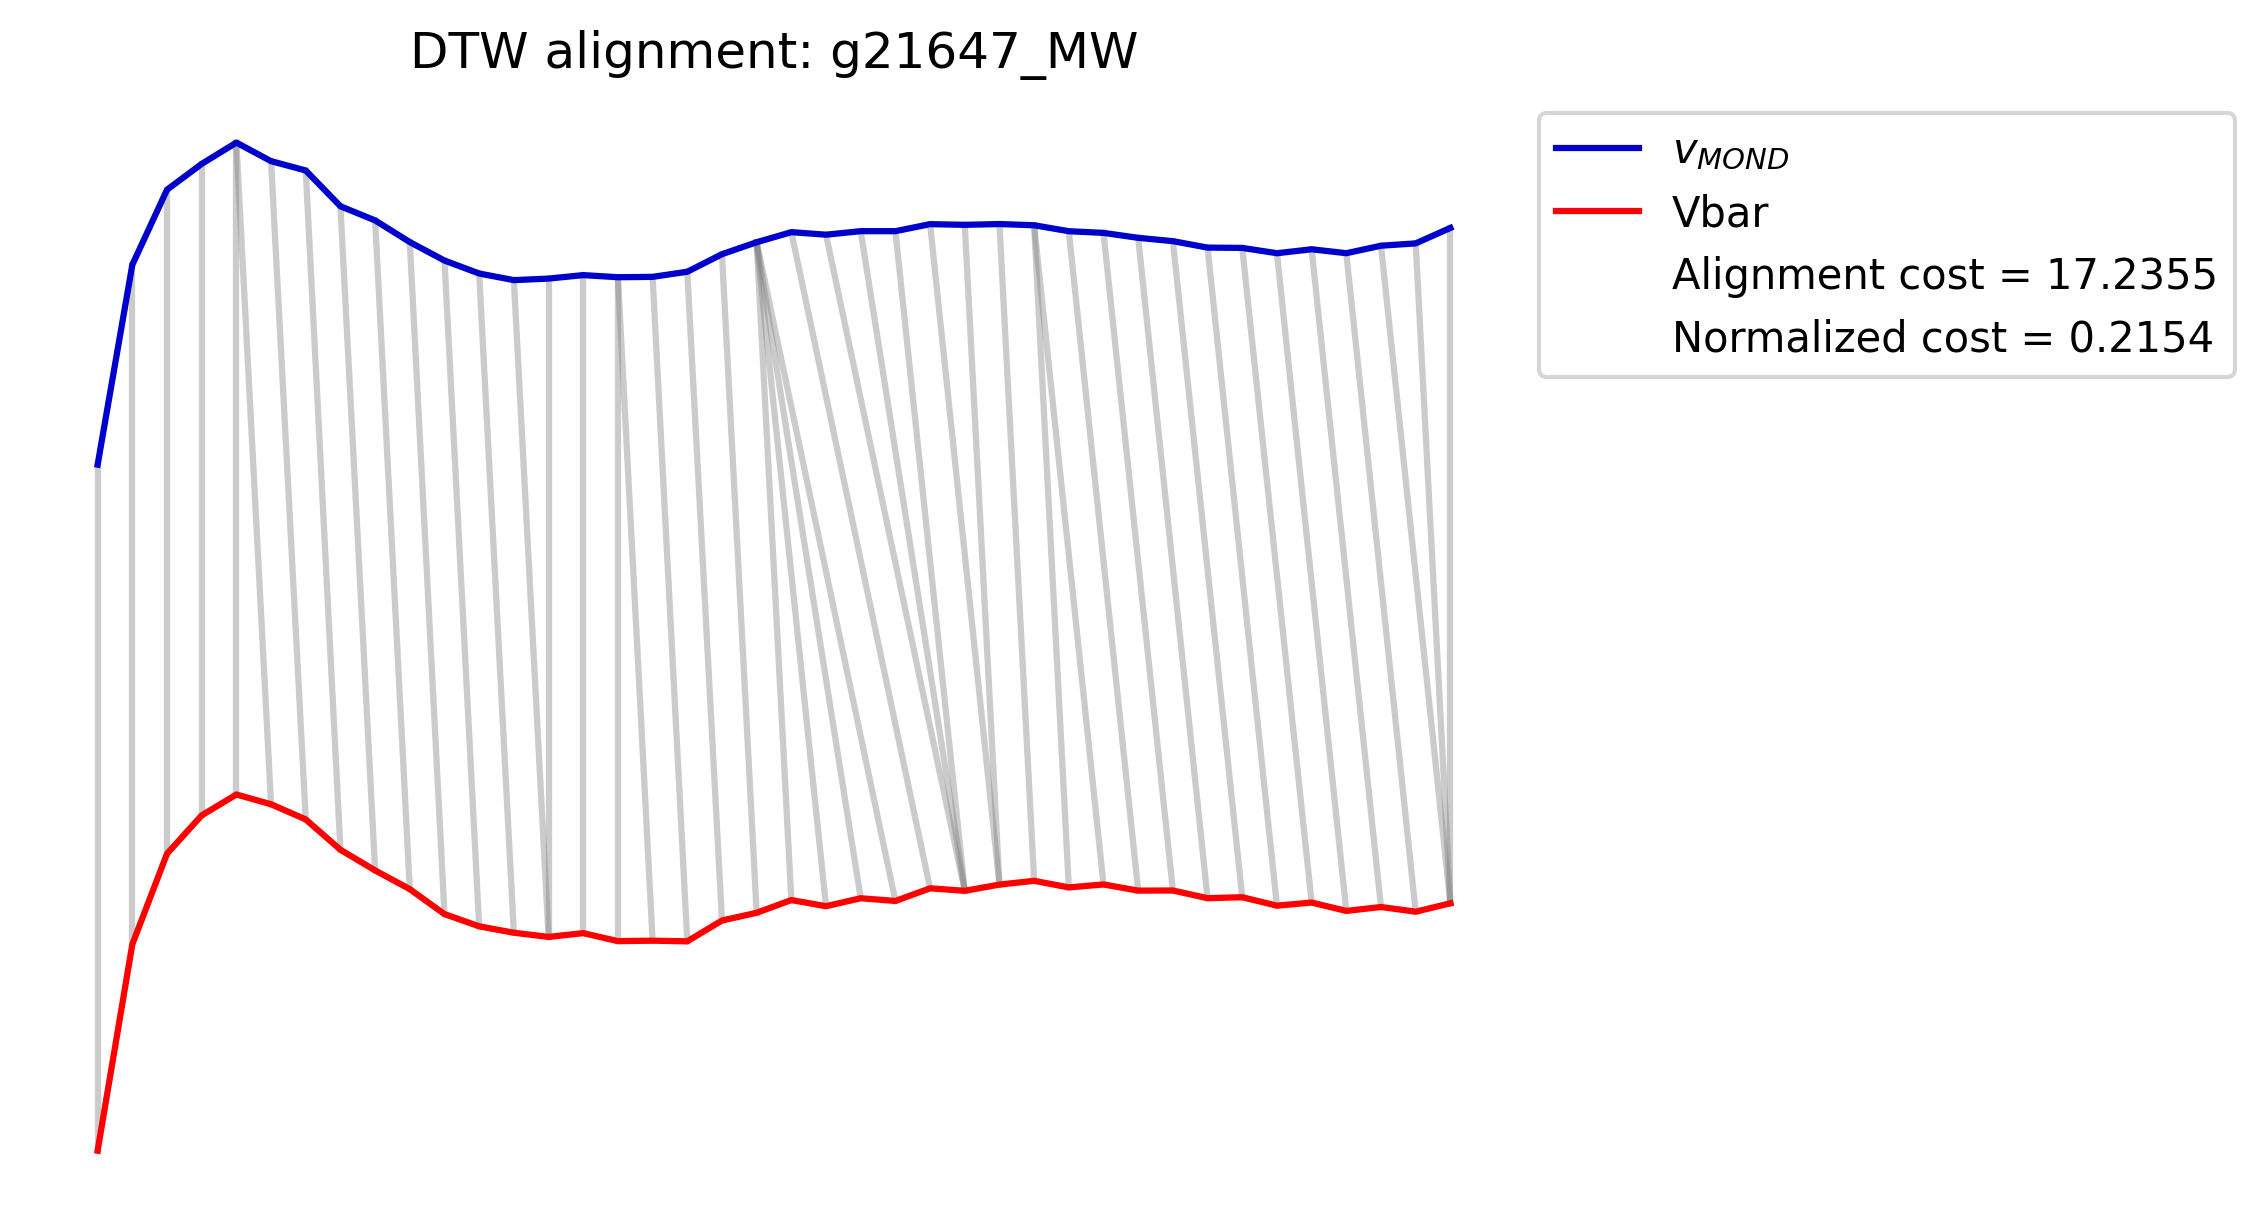 DTW alignment: g21647_MW
v_MOND
Vbar
Alignment cost = 17.2355
Normalized cost = 0.2154